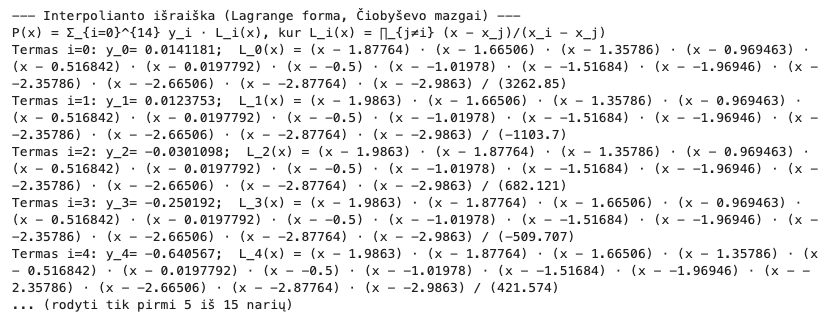 ––– Interpolianto išraiška (Lagrange forma, Čiobyševo mazgai) –––
P(x) = Σ_{i=0}^{14} y_i · L_i(x), kur L_i(x) = ∏_{j≠i} (x − x_j)/(x_i − x_j)
Termas i=0: y_0= 0.0141181;  L_0(x) = (x − 1.87764) · (x − 1.66506) · (x − 1.35786) · (x − 0.969463) ·
(x − 0.516842) · (x − 0.0197792) · (x − −0.5) · (x − −1.01978) · (x − −1.51684) · (x − −1.96946) · (x −
−2.35786) · (x − −2.66506) · (x − −2.87764) · (x − −2.9863) / (3262.85)
Termas i=1: y_1= 0.0123753;  L_1(x) = (x − 1.9863) · (x − 1.66506) · (x − 1.35786) · (x − 0.969463) ·
(x − 0.516842) · (x − 0.0197792) · (x − −0.5) · (x − −1.01978) · (x − −1.51684) · (x − −1.96946) · (x −
−2.35786) · (x − −2.66506) · (x − −2.87764) · (x − −2.9863) / (−1103.7)
Termas i=2: y_2= −0.0301098;  L_2(x) = (x − 1.9863) · (x − 1.87764) · (x − 1.35786) · (x − 0.969463) ·
(x − 0.516842) · (x − 0.0197792) · (x − −0.5) · (x − −1.01978) · (x − −1.51684) · (x − −1.96946) · (x −
−2.35786) · (x − −2.66506) · (x − −2.87764) · (x − −2.9863) / (682.121)
Termas i=3: y_3= −0.250192;  L_3(x) = (x − 1.9863) · (x − 1.87764) · (x − 1.66506) · (x − 0.969463) ·
(x − 0.516842) · (x − 0.0197792) · (x − −0.5) · (x − −1.01978) · (x − −1.51684) · (x − −1.96946) · (x −
−2.35786) · (x − −2.66506) · (x − −2.87764) · (x − −2.9863) / (−509.707)
Termas i=4: y_4= −0.640567;  L_4(x) = (x − 1.9863) · (x − 1.87764) · (x − 1.66506) · (x − 1.35786) · (x
− 0.516842) · (x − 0.0197792) · (x − −0.5) · (x − −1.01978) · (x − −1.51684) · (x − −1.96946) · (x − −
2.35786) · (x − −2.66506) · (x − −2.87764) · (x − −2.9863) / (421.574)
... (rodyti tik pirmi 5 iš 15 narių)